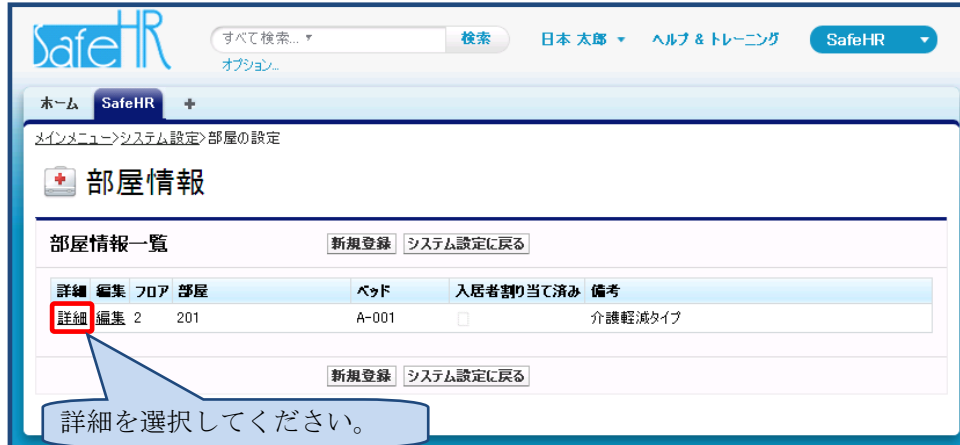 SafeHR
すべて検索... 検索 日本 太郎 ヘルプ & トレーニング SafeHR
オプション...
ホーム SafeHR +
メインメニュー>システム設定>部屋の設定
部屋情報
部屋情報一覧 新規登録 システム設定に戻る
詳細 編集 フロア 部屋 ベッド 入居者割り当て済み 備考
詳細 編集 2 201 A-001 介護軽減タイプ
新規登録 システム設定に戻る
詳細を選択してください。